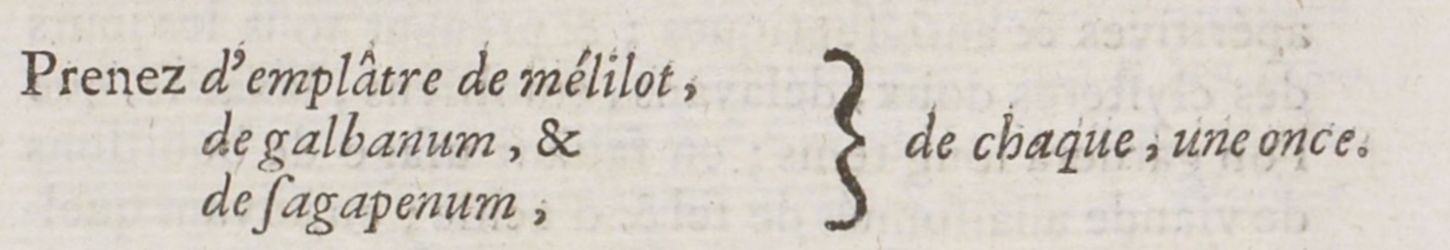 Prenez d'emplâtre de mélilot,
de galbanum, & } de chaque, une once.
de ſagapenum,